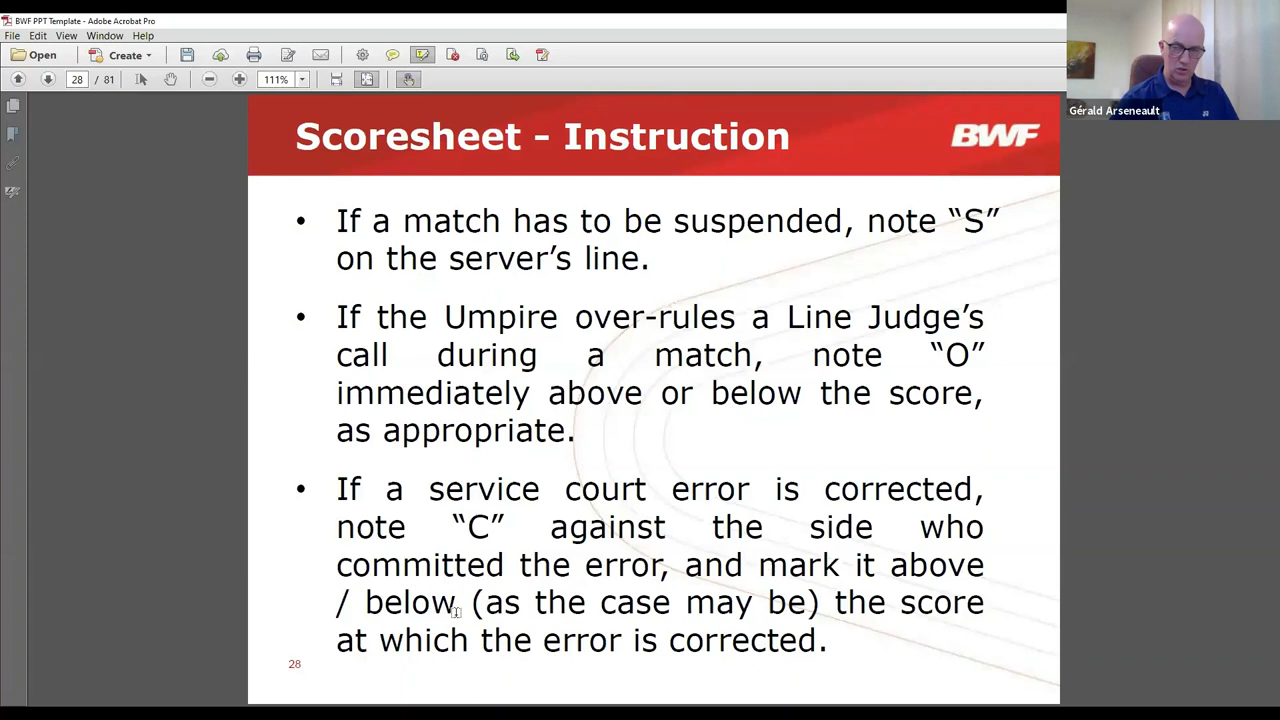 BWF PPT Template - Adobe Acrobat Pro
File Edit View Window Help
Open Create
28 / 81 111%
Gérald Arseneault
Scoresheet - Instruction
BWF
• If a match has to be suspended, note “S”
on the server’s line.
• If the Umpire over-rules a Line Judge’s
call during a match, note “O”
immediately above or below the score,
as appropriate.
• If a service court error is corrected,
note “C” against the side who
committed the error, and mark it above
/ below (as the case may be) the score
at which the error is corrected.
28